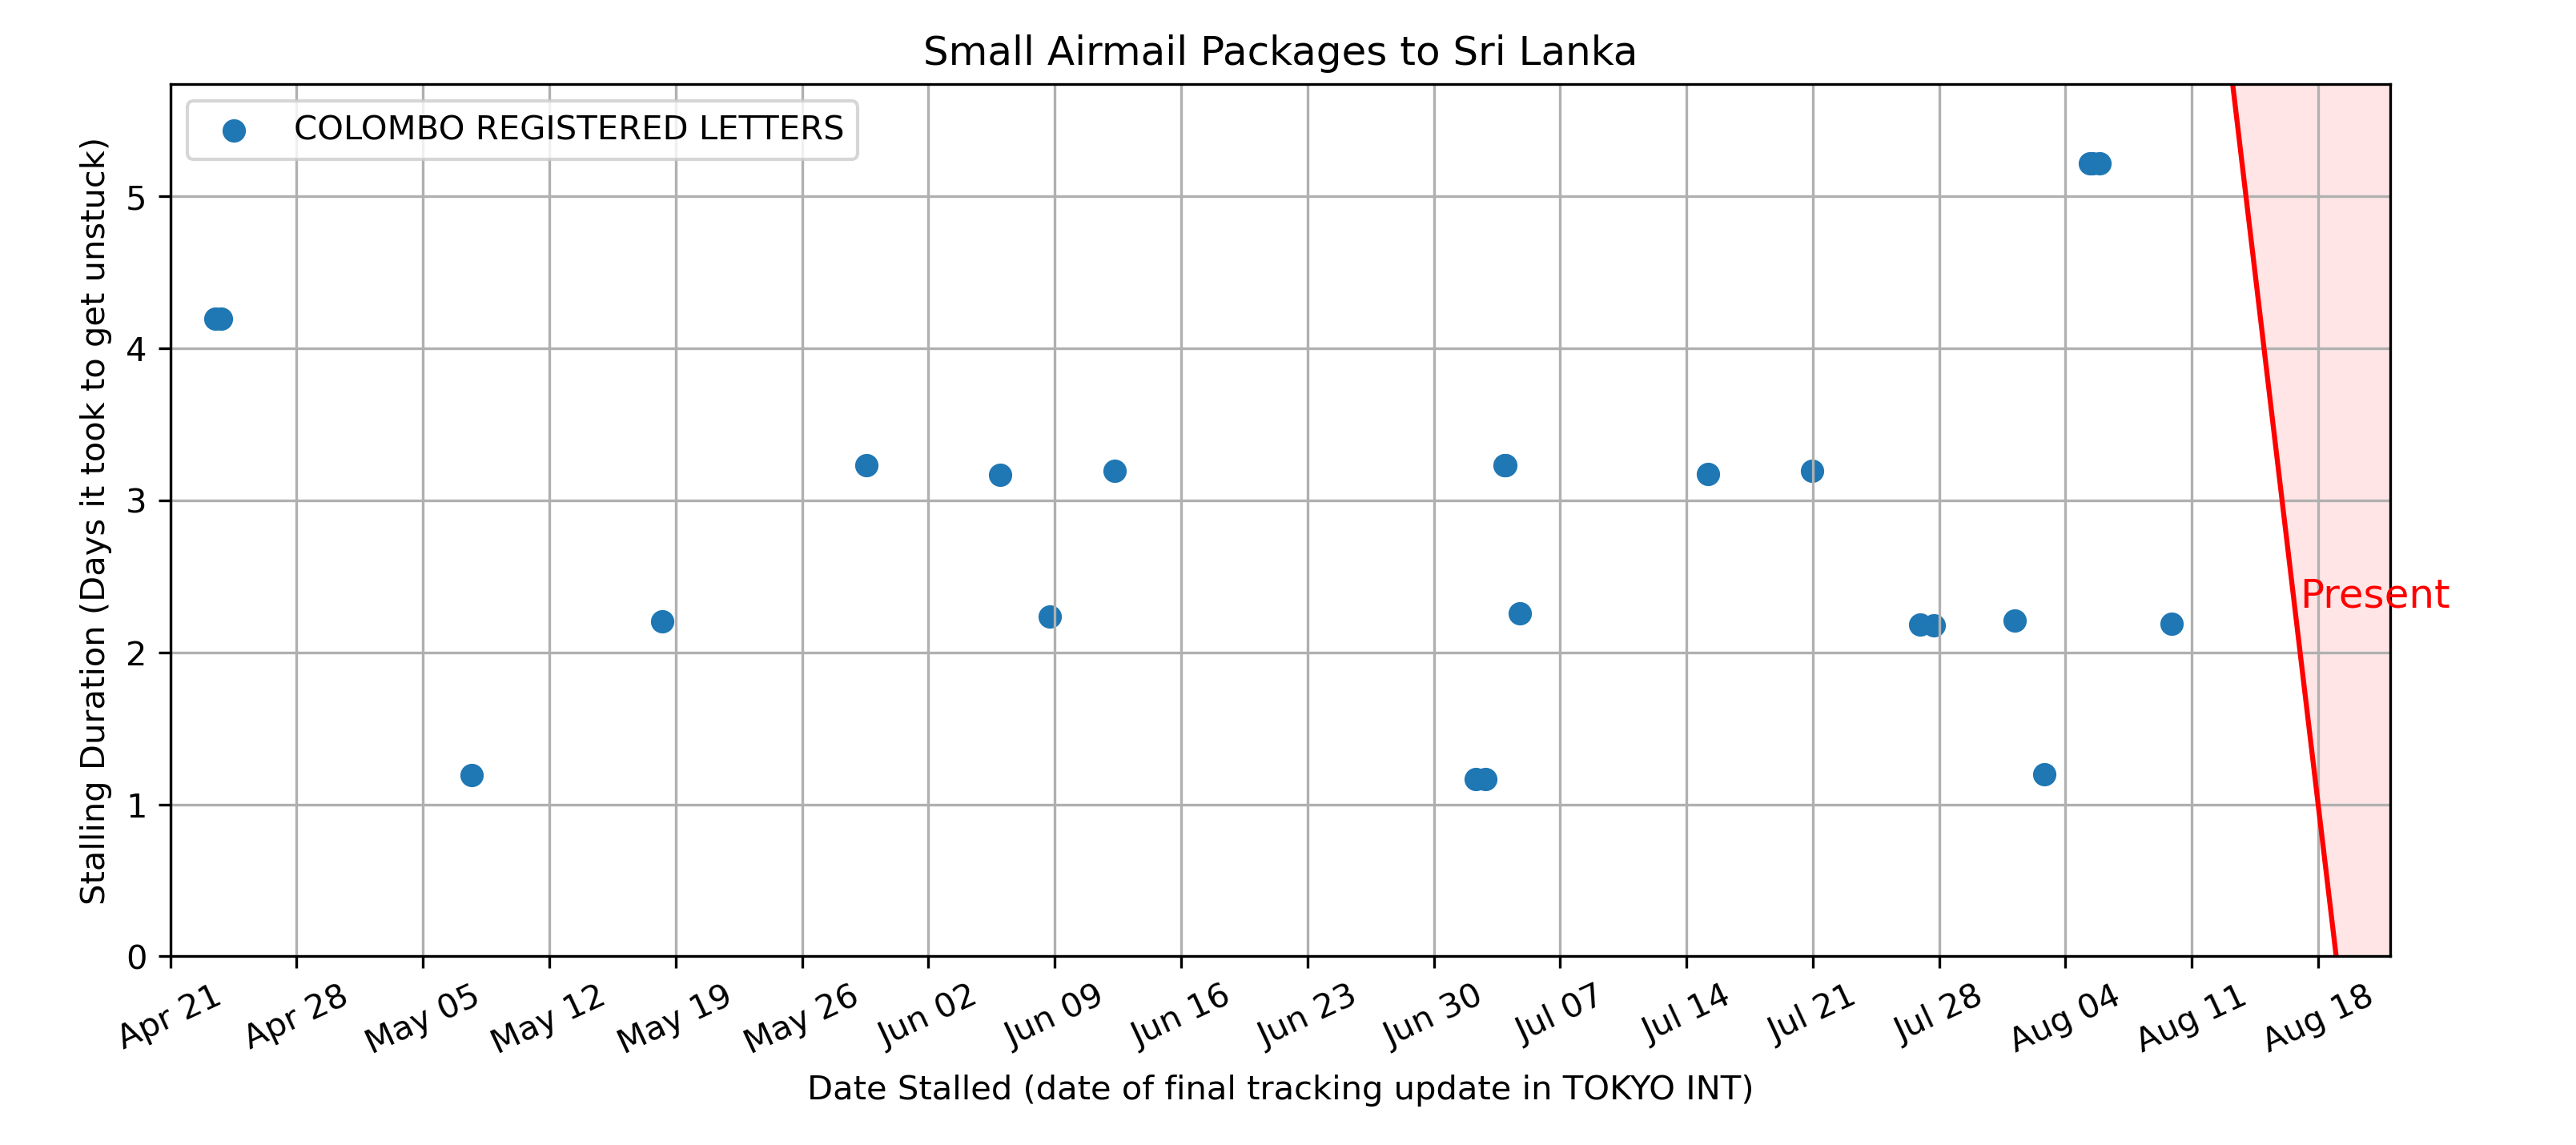 Small Airmail Packages to Sri Lanka
COLOMBO REGISTERED LETTERS
Stalling Duration (Days it took to get unstuck)
5
4
3
2
1
0
Present
Apr 21
Apr 28
May 05
May 12
May 19
May 26
Jun 02
Jun 09
Jun 16
Jun 23
Jun 30
Jul 07
Jul 14
Jul 21
Jul 28
Aug 04
Aug 11
Aug 18
Date Stalled (date of final tracking update in TOKYO INT)